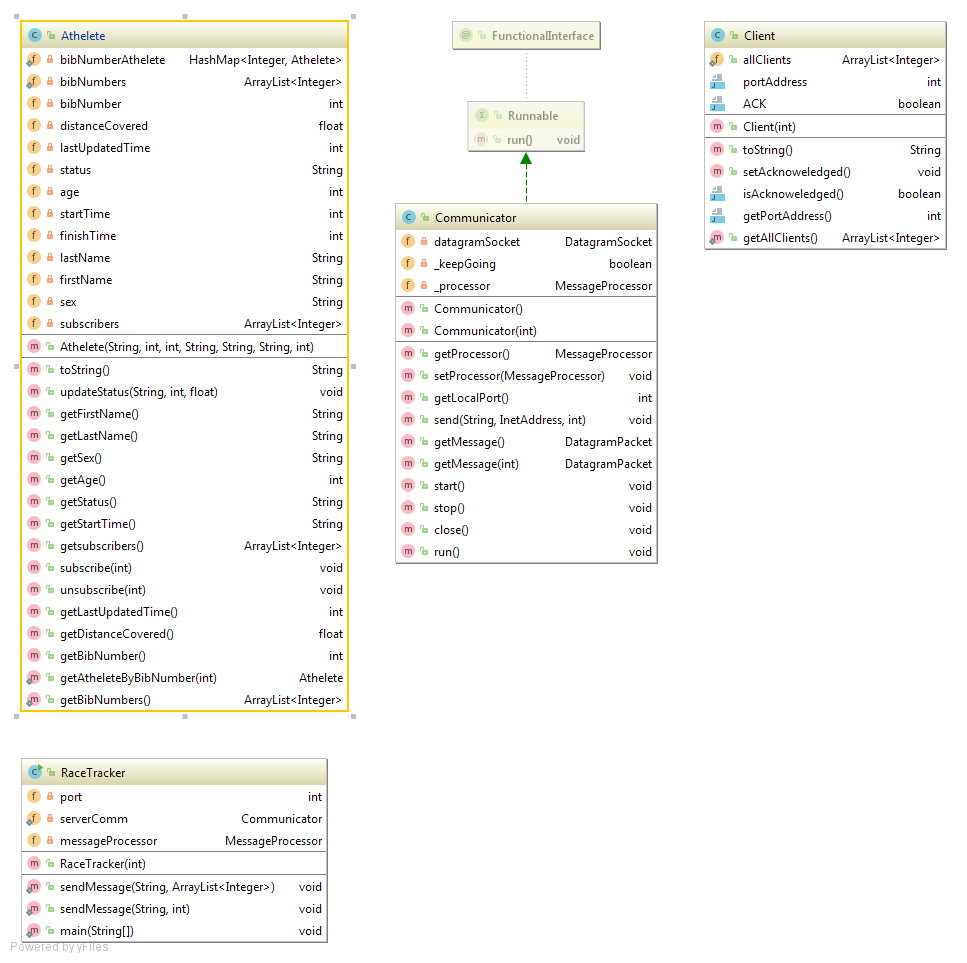 Athelete
bibNumberAthelete HashMap<Integer, Athelete>
bibNumbers ArrayList<Integer>
bibNumber int
distanceCovered float
lastUpdatedTime int
status String
age int
startTime int
finishTime int
lastName String
firstName String
sex String
subscribers ArrayList<Integer>
Athelete(String, int, int, String, String, String, int)
toString() String
updateStatus(String, int, float) void
getFirstName() String
getLastName() String
getSex() String
getAge() int
getStatus() String
getStartTime() String
getsubscribers() ArrayList<Integer>
subscribe(int) void
unsubscribe(int) void
getLastUpdatedTime() int
getDistanceCovered() float
getBibNumber() int
getAtheleteByBibNumber(int) Athelete
getBibNumbers() ArrayList<Integer>
FunctionalInterface
Runnable
run() void
Communicator
datagramSocket DatagramSocket
_keepGoing boolean
_processor MessageProcessor
Communicator()
Communicator(int)
getProcessor() MessageProcessor
setProcessor(MessageProcessor) void
getLocalPort() int
send(String, InetAddress, int) void
getMessage() DatagramPacket
getMessage(int) DatagramPacket
start() void
stop() void
close() void
run() void
Client
allClients ArrayList<Integer>
portAddress int
ACK boolean
Client(int)
toString() String
setAcknoweledged() void
isAcknoweledged() boolean
getPortAddress() int
getAllClients() ArrayList<Integer>
RaceTracker
port int
serverComm Communicator
messageProcessor MessageProcessor
RaceTracker(int)
sendMessage(String, ArrayList<Integer>) void
sendMessage(String, int) void
main(String[]) void
Powered by yFiles